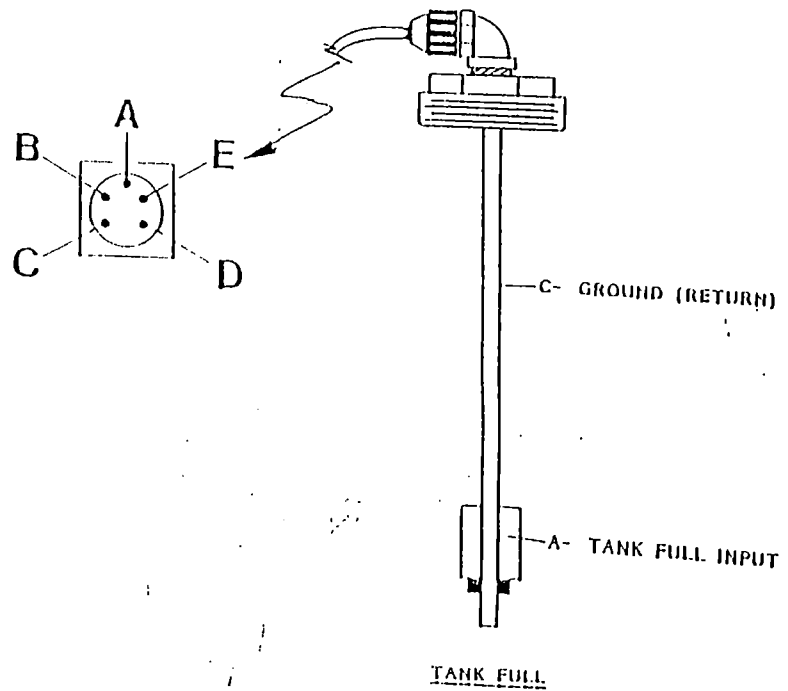 A
B
E
C
D
C- GROUND (RETURN)
A- TANK FULL INPUT
TANK FULL